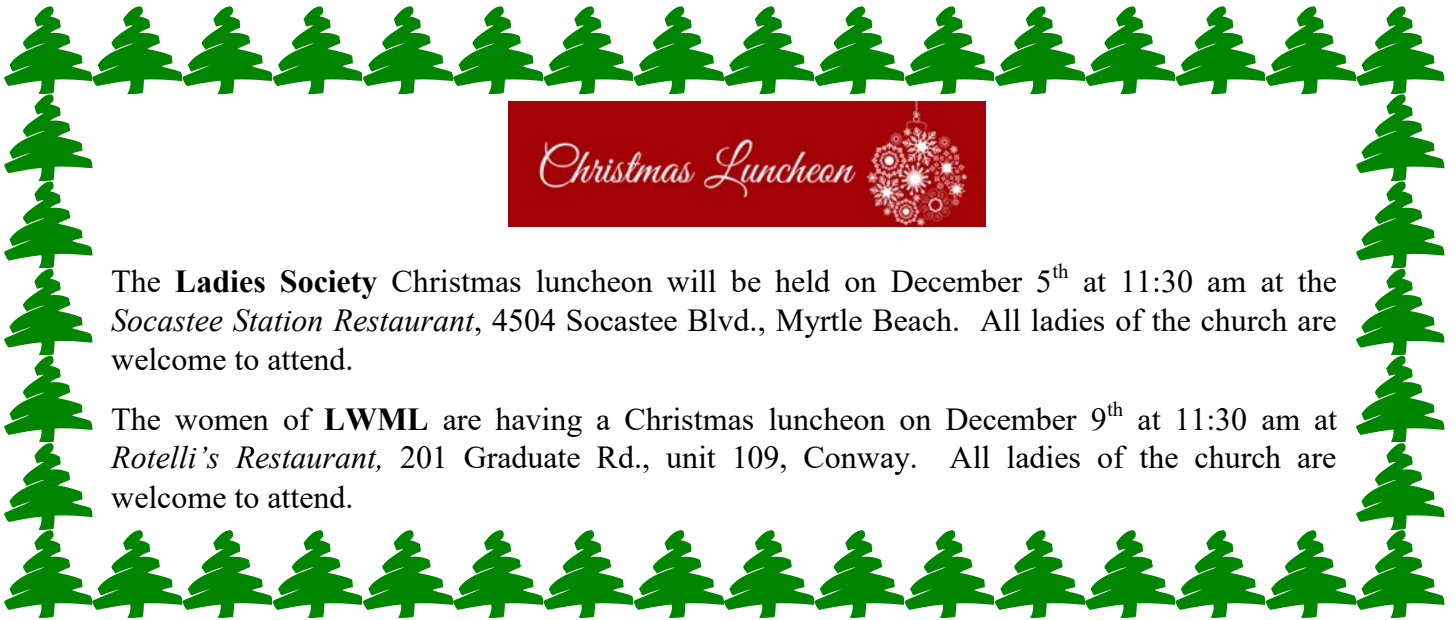 Christmas Luncheon
The Ladies Society Christmas luncheon will be held on December 5th at 11:30 am at the
Socastee Station Restaurant, 4504 Socastee Blvd., Myrtle Beach.  All ladies of the church are
welcome to attend.
The women of LWML are having a Christmas luncheon on December 9th at 11:30 am at
Rotelli’s Restaurant, 201 Graduate Rd., unit 109, Conway.  All ladies of the church are
welcome to attend.